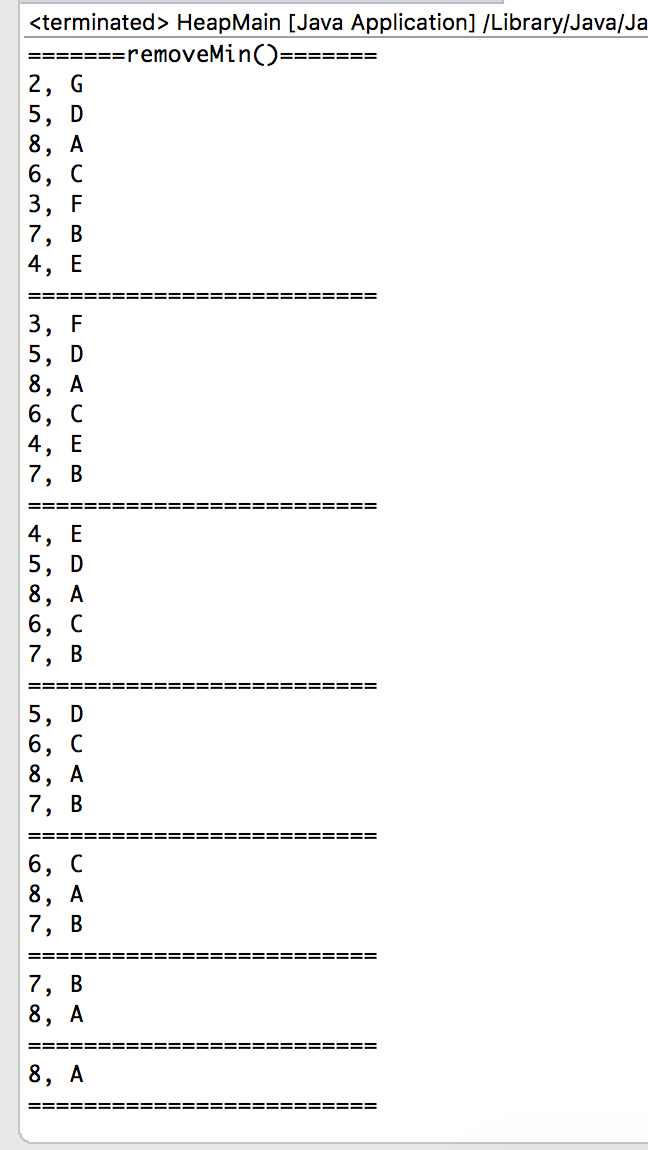 <terminated> HeapMain [Java Application] /Library/Java/Ja
=======removeMin()=======
2, G
5, D
8, A
6, C
3, F
7, B
4, E
=========================
3, F
5, D
8, A
6, C
4, E
7, B
=========================
4, E
5, D
8, A
6, C
7, B
=========================
5, D
6, C
8, A
7, B
=========================
6, C
8, A
7, B
=========================
7, B
8, A
=========================
8, A
=========================